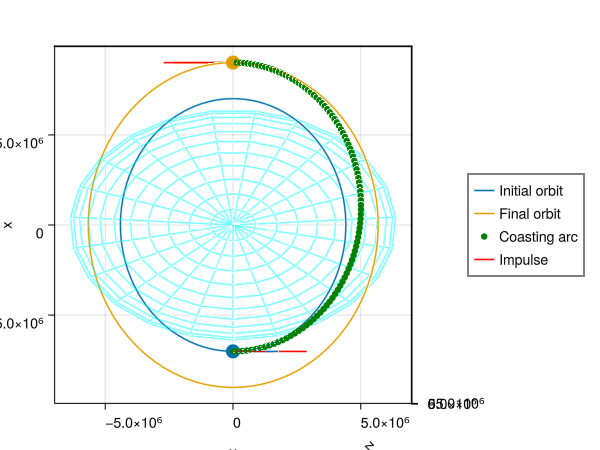 5.0×10⁶
x
0
5.0×10⁶
−5.0×10⁶
0
5.0×10⁶
z
Initial orbit
Final orbit
Coasting arc
Impulse